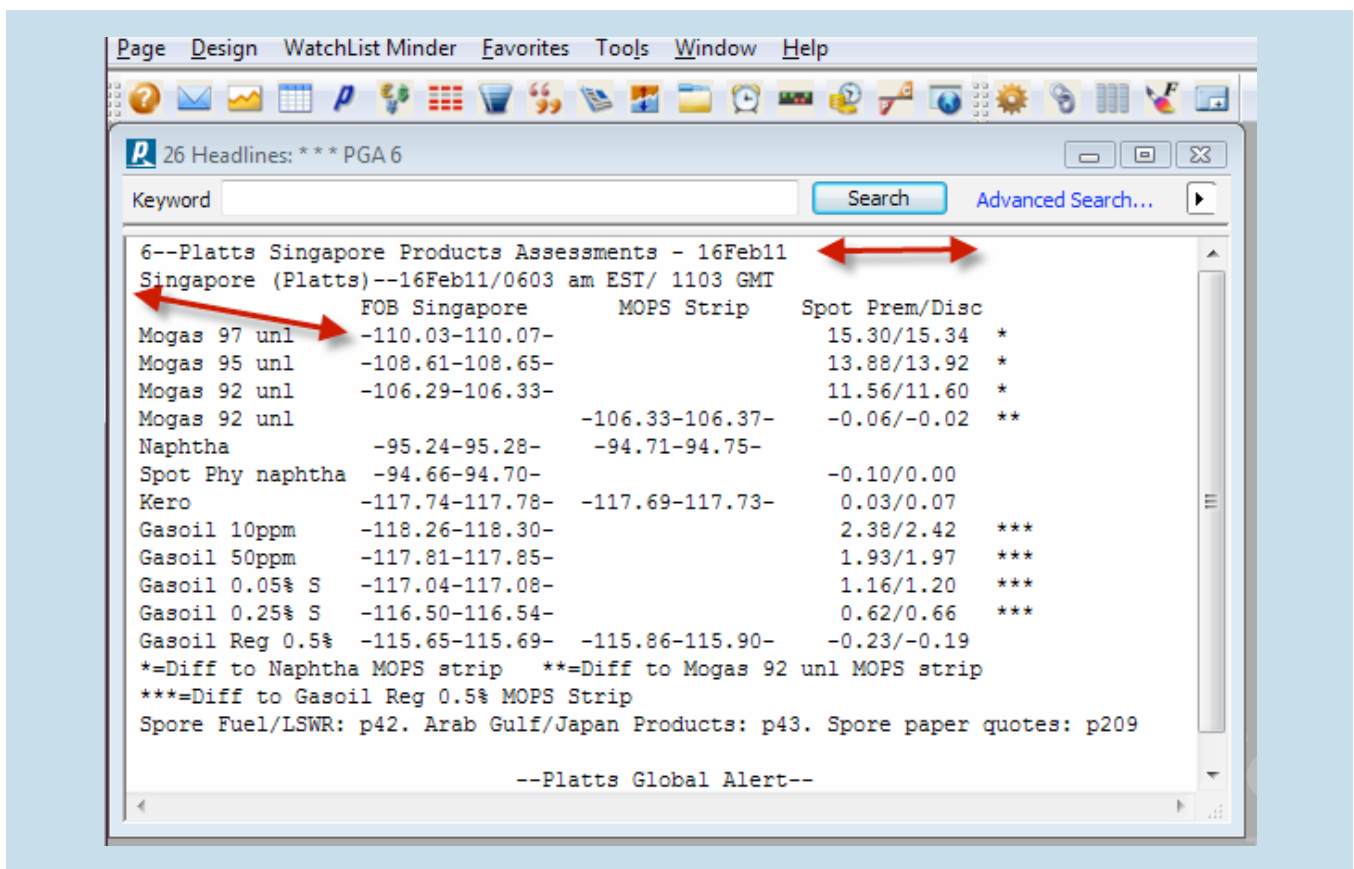 Page Design WatchList Minder Favorites Tools Window Help
26 Headlines: * * * PGA 6
Keyword Search Advanced Search...
6--Platts Singapore Products Assessments - 16Feb11
Singapore (Platts)--16Feb11/0603 am EST/ 1103 GMT
FOB Singapore MOPS Strip Spot Prem/Disc
Mogas 97 unl -110.03-110.07- 15.30/15.34 *
Mogas 95 unl -108.61-108.65- 13.88/13.92 *
Mogas 92 unl -106.29-106.33- 11.56/11.60 *
Mogas 92 unl -106.33-106.37- -0.06/-0.02 **
Naphtha -95.24-95.28- -94.71-94.75-
Spot Phy naphtha -94.66-94.70- -0.10/0.00
Kero -117.74-117.78- -117.69-117.73- 0.03/0.07
Gasoil 10ppm -118.26-118.30- 2.38/2.42 ***
Gasoil 50ppm -117.81-117.85- 1.93/1.97 ***
Gasoil 0.05% S -117.04-117.08- 1.16/1.20 ***
Gasoil 0.25% S -116.50-116.54- 0.62/0.66 ***
Gasoil Reg 0.5% -115.65-115.69- -115.86-115.90- -0.23/-0.19
*=Diff to Naphtha MOPS strip **=Diff to Mogas 92 unl MOPS strip
***=Diff to Gasoil Reg 0.5% MOPS Strip
Spore Fuel/LSWR: p42. Arab Gulf/Japan Products: p43. Spore paper quotes: p209
--Platts Global Alert--